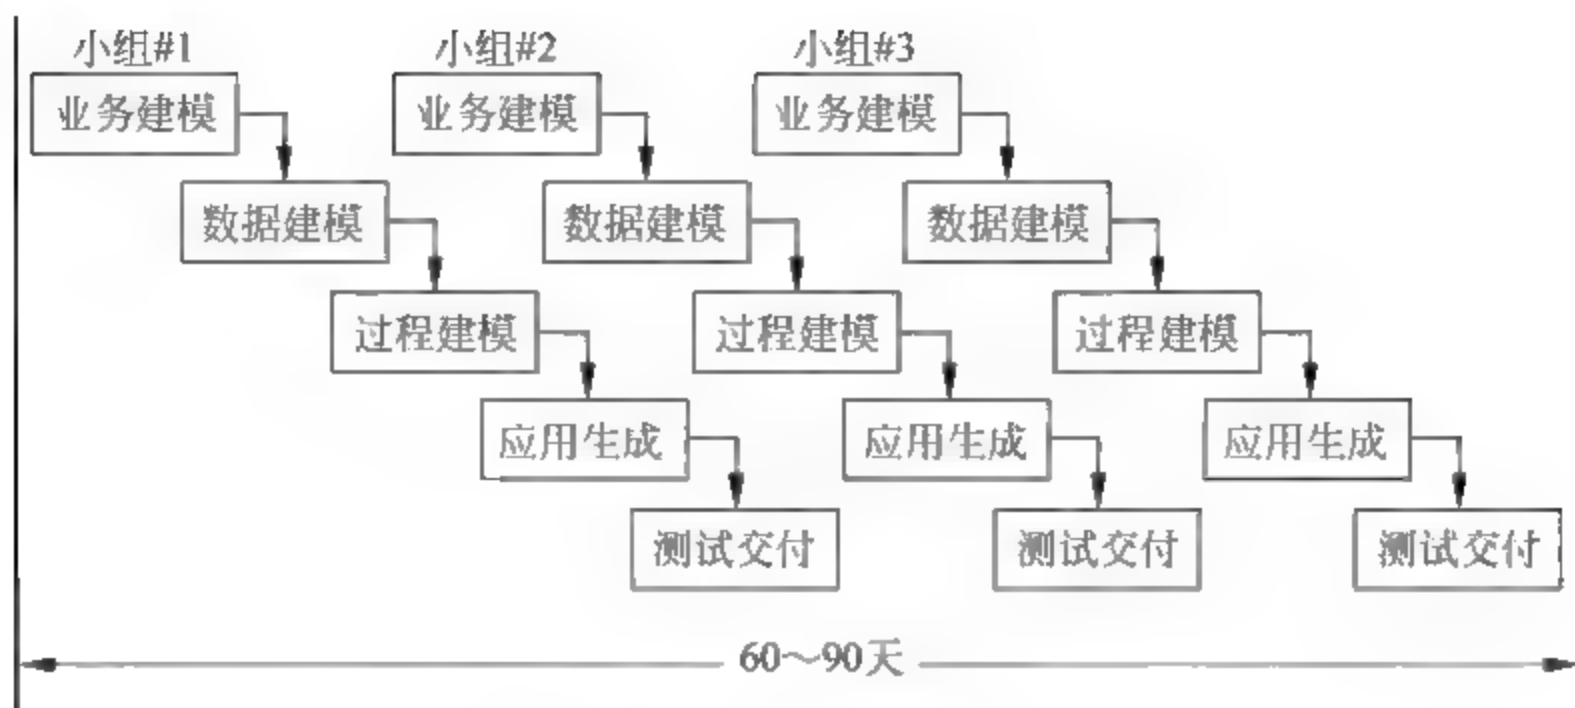 小组#1 小组#2 小组#3
业务建模 业务建模 业务建模
数据建模 数据建模 数据建模
过程建模 过程建模 过程建模
应用生成 应用生成 应用生成
测试交付 测试交付 测试交付
60～90天